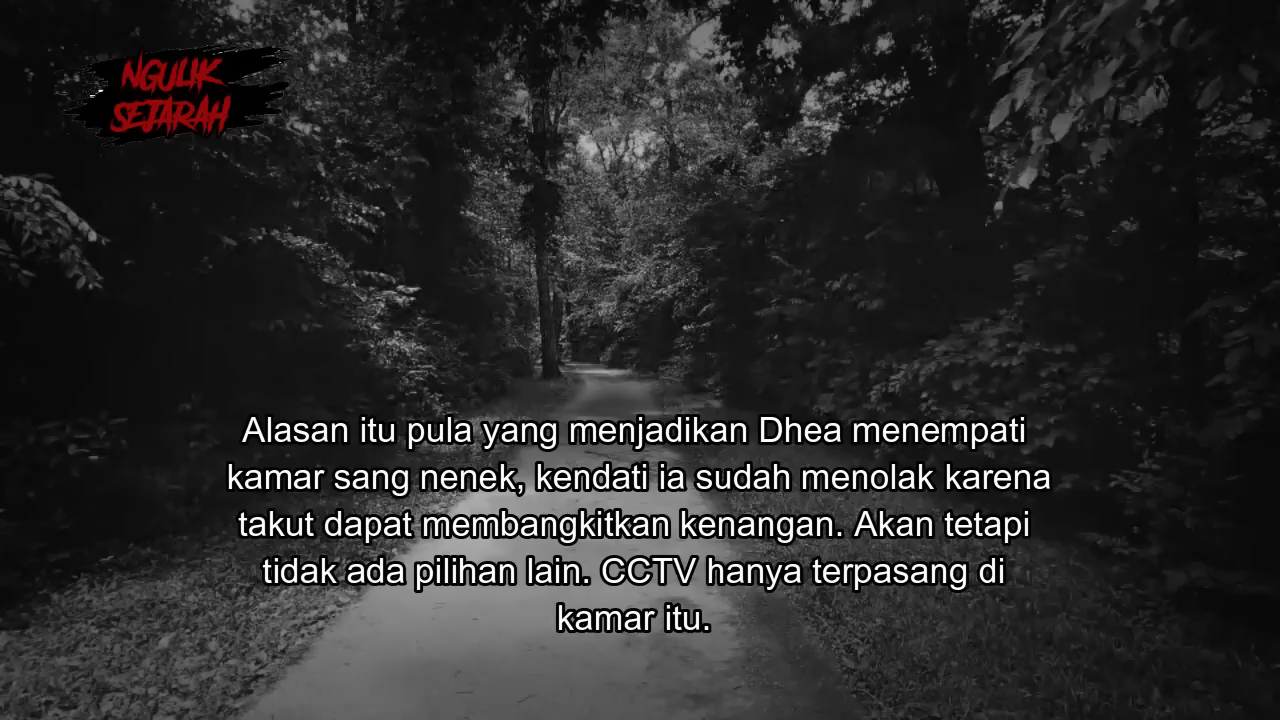 NGULIK
SEJARAH
Alasan itu pula yang menjadikan Dhea menempati
kamar sang nenek, kendati ia sudah menolak karena
takut dapat membangkitkan kenangan. Akan tetapi
tidak ada pilihan lain. CCTV hanya terpasang di
kamar itu.